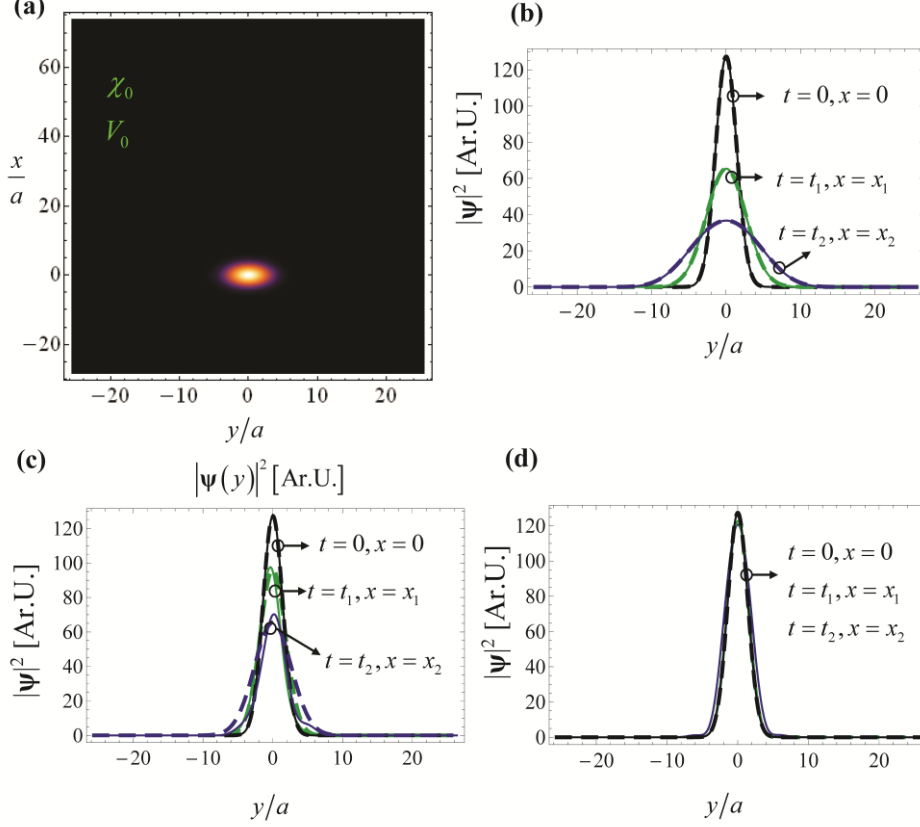 (a)
60
40
20
0
−20
x/a
χ₀
V₀
−20 −10 0 10 20
y/a
(b)
120
100
80
60
40
20
0
|ψ|² [Ar.U.]
t = 0, x = 0
t = t₁, x = x₁
t = t₂, x = x₂
−20 −10 0 10 20
y/a
(c)
|ψ(y)|² [Ar.U.]
120
100
80
60
40
20
0
|ψ|² [Ar.U.]
t = 0, x = 0
t = t₁, x = x₁
t = t₂, x = x₂
−20 −10 0 10 20
y/a
(d)
120
100
80
60
40
20
0
|ψ|² [Ar.U.]
t = 0, x = 0
t = t₁, x = x₁
t = t₂, x = x₂
−20 −10 0 10 20
y/a